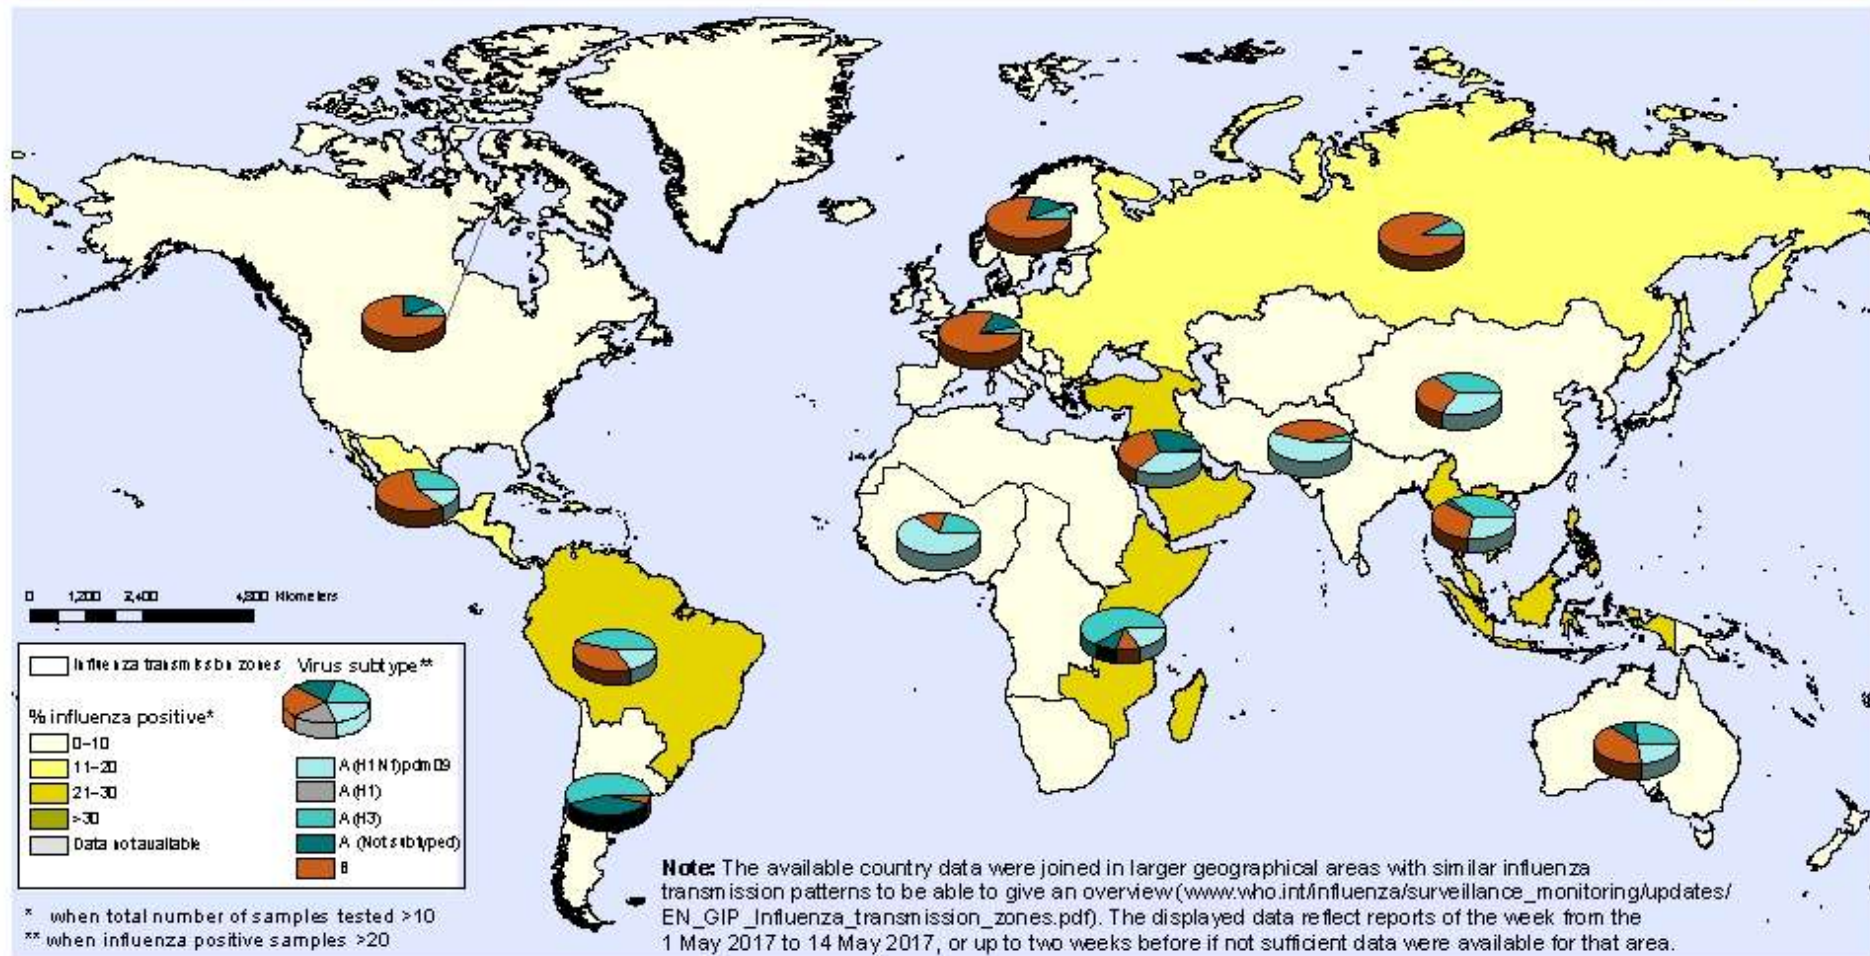 0 1,200 2,400 4,800 Kilometers
Influenza transmission zones
Virus subtype**
% influenza positive*
0-10
11-20
21-30
>30
Data not available
A(H1N1)pdm09
A(H1)
A(H3)
A (Not subtyped)
B
* when total number of samples tested >10
** when influenza positive samples >20
Note: The available country data were joined in larger geographical areas with similar influenza
transmission patterns to be able to give an overview (www.who.int/influenza/surveillance_monitoring/updates/
EN_GIP_Influenza_transmission_zones.pdf). The displayed data reflect reports of the week from the
1 May 2017 to 14 May 2017, or up to two weeks before if not sufficient data were available for that area.